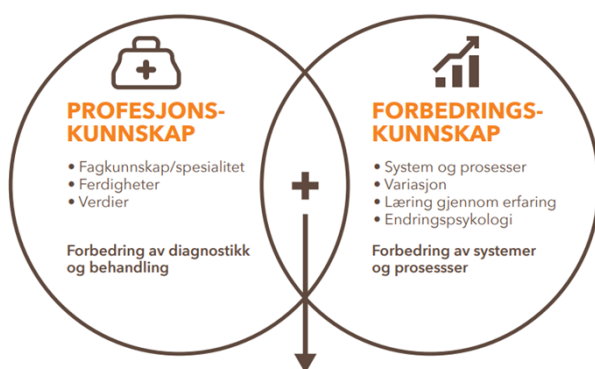 PROFESJONS-
KUNNSKAP
• Fagkunnskap/spesialitet
• Ferdigheter
• Verdier
Forbedring av diagnostikk
og behandling
+
FORBEDRINGS-
KUNNSKAP
• System og prosesser
• Variasjon
• Læring gjennom erfaring
• Endringspsykologi
Forbedring av systemer
og prosessser